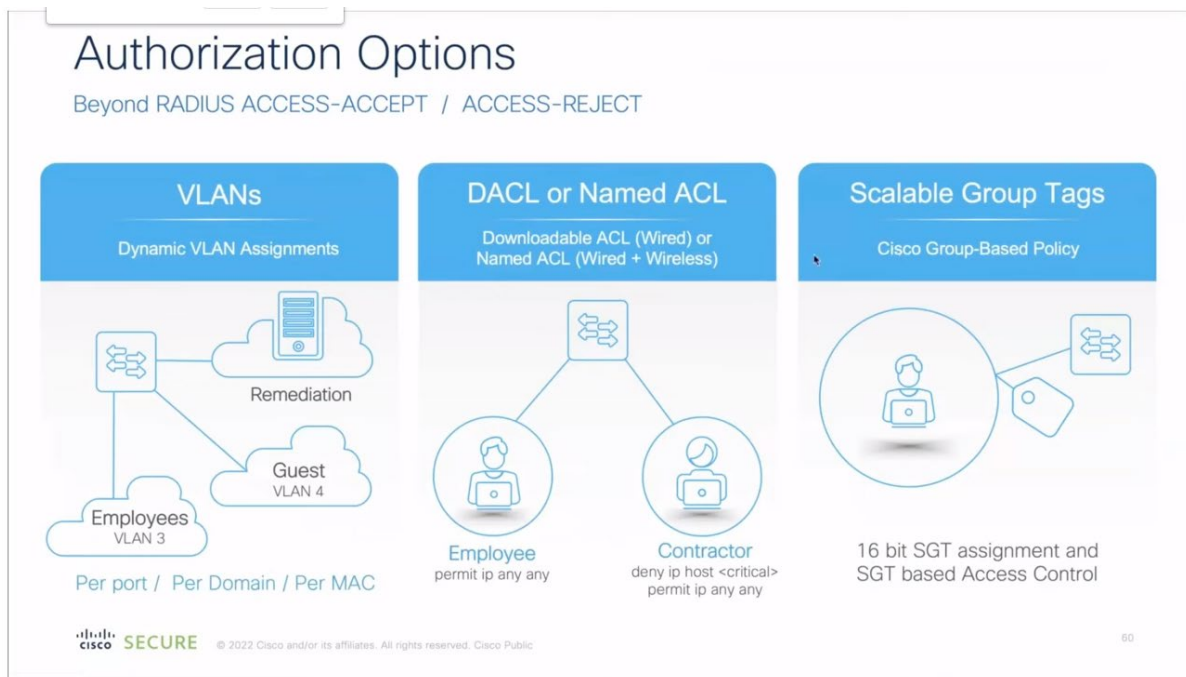 Authorization Options
Beyond RADIUS ACCESS-ACCEPT / ACCESS-REJECT
VLANs
Dynamic VLAN Assignments
Remediation
Guest
VLAN 4
Employees
VLAN 3
Per port / Per Domain / Per MAC
DACL or Named ACL
Downloadable ACL (Wired) or
Named ACL (Wired + Wireless)
Employee
permit ip any any
Contractor
deny ip host <critical>
permit ip any any
Scalable Group Tags
Cisco Group-Based Policy
16 bit SGT assignment and
SGT based Access Control
CISCO SECURE © 2022 Cisco and/or its affiliates. All rights reserved. Cisco Public
60